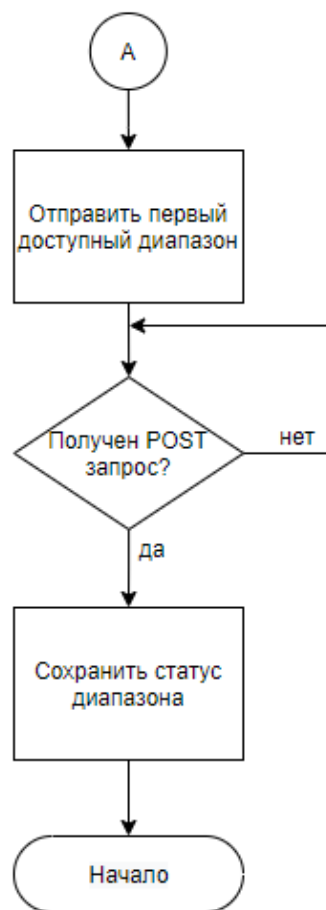 А
Отправить первый
доступный диапазон
Получен POST
запрос?
нет
да
Сохранить статус
диапазона
Начало